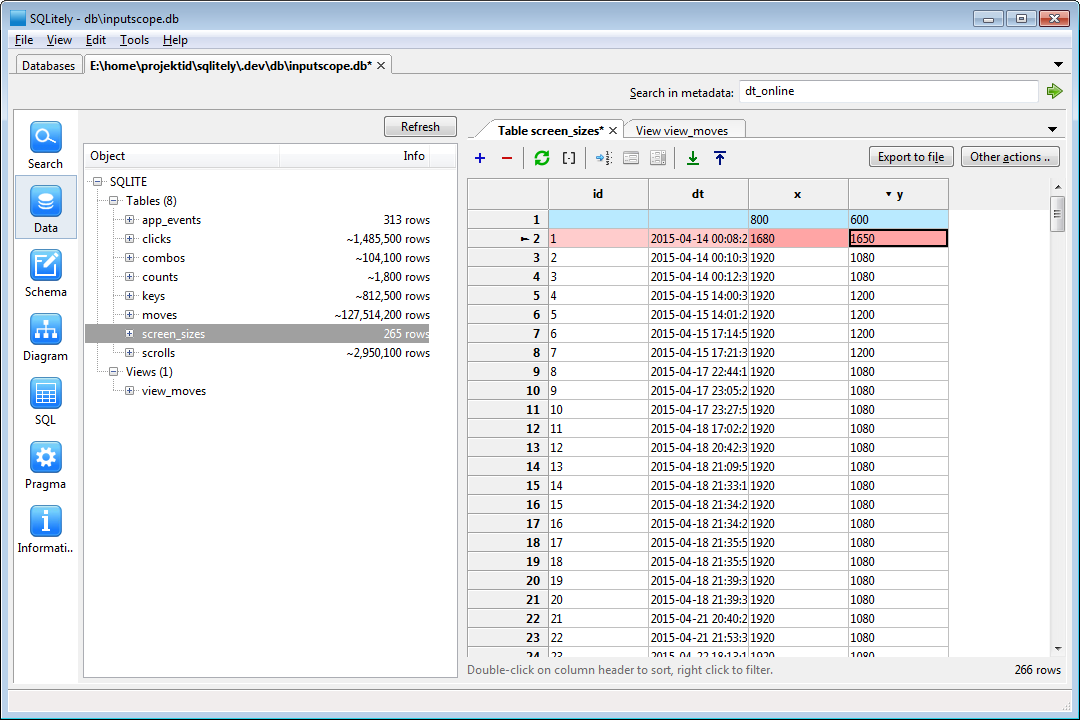 SQLitely - db\inputscope.db
File View Edit Tools Help
Databases E:\home\projektid\sqlitely\.dev\db\inputscope.db*
Search in metadata: dt_online
Search
Data
Schema
Diagram
SQL
Pragma
Informati..
Refresh
Object Info
SQLITE
Tables (8)
app_events 313 rows
clicks ~1,485,500 rows
combos ~104,100 rows
counts ~1,800 rows
keys ~812,500 rows
moves ~127,514,200 rows
screen_sizes 265 rows
scrolls ~2,950,100 rows
Views (1)
view_moves
Table screen_sizes* View view_moves
Export to file Other actions ..
id dt x y
1 800 600
2 1 2015-04-14 00:08:2 1680 1650
3 2 2015-04-14 00:10:3 1920 1080
4 3 2015-04-14 00:12:3 1920 1080
5 4 2015-04-15 14:00:3 1920 1200
6 5 2015-04-15 14:01:2 1920 1200
7 6 2015-04-15 17:14:5 1920 1200
8 7 2015-04-15 17:21:3 1920 1200
9 8 2015-04-17 22:44:1 1920 1080
10 9 2015-04-17 23:05:2 1920 1080
11 10 2015-04-17 23:27:5 1920 1080
12 11 2015-04-18 17:02:2 1920 1080
13 12 2015-04-18 20:42:3 1920 1080
14 13 2015-04-18 21:09:5 1920 1080
15 14 2015-04-18 21:33:1 1920 1080
16 15 2015-04-18 21:34:2 1920 1080
17 16 2015-04-18 21:34:2 1920 1080
18 17 2015-04-18 21:35:5 1920 1080
19 18 2015-04-18 21:35:5 1920 1080
20 19 2015-04-18 21:39:3 1920 1080
21 20 2015-04-18 21:39:3 1920 1080
22 21 2015-04-21 20:40:2 1920 1080
23 22 2015-04-21 21:53:3 1920 1080
24 23 2015-04-22 18:13:1 1920 1080
Double-click on column header to sort, right click to filter. 266 rows